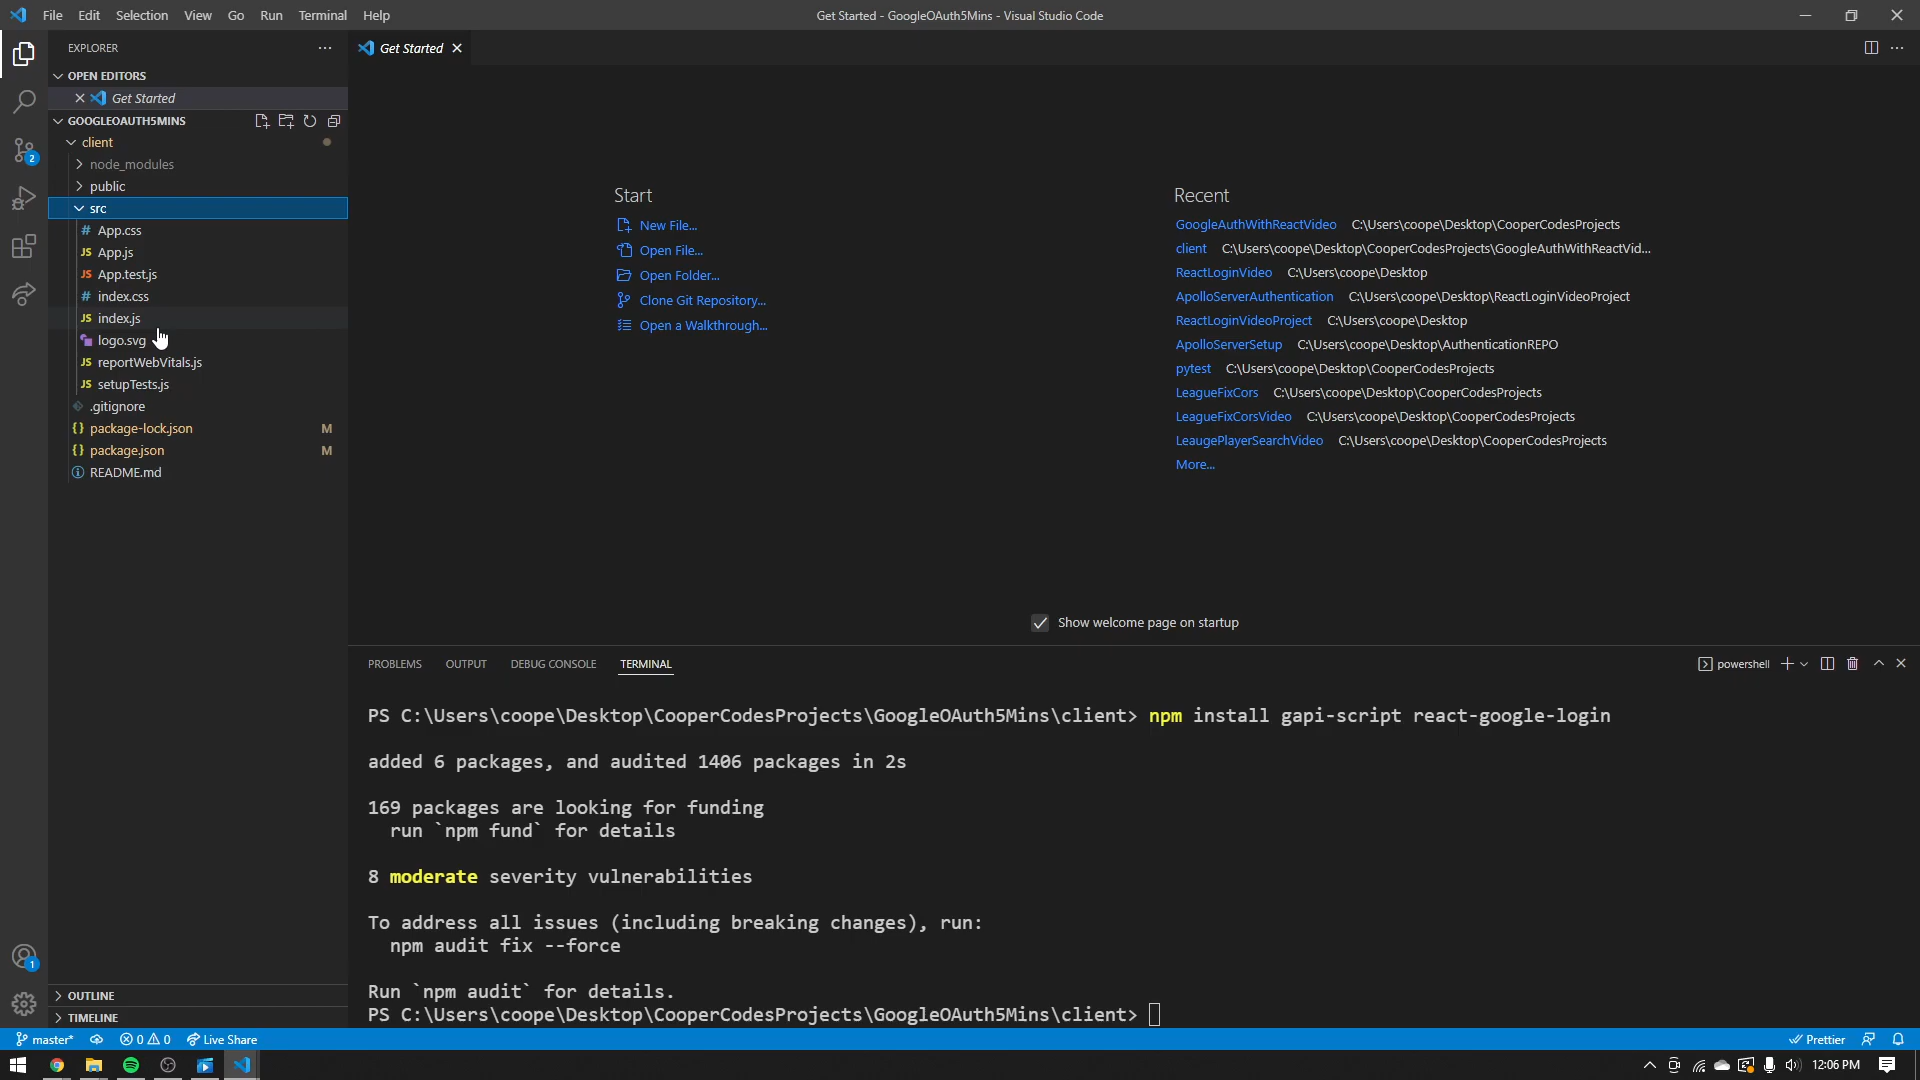 File Edit Selection View Go Run Terminal Help
Get Started - GoogleOAuth5Mins - Visual Studio Code
EXPLORER
Get Started
OPEN EDITORS
Get Started
GOOGLEOAUTH5MINS
client
node_modules
public
src
# App.css
JS App.js
JS App.test.js
# index.css
JS index.js
logo.svg
JS reportWebVitals.js
JS setupTests.js
.gitignore
{} package-lock.json M
{} package.json M
README.md
OUTLINE
TIMELINE
2
1
Start
New File...
Open File...
Open Folder...
Clone Git Repository...
Open a Walkthrough...
Recent
GoogleAuthWithReactVideo C:\Users\coope\Desktop\CooperCodesProjects
client C:\Users\coope\Desktop\CooperCodesProjects\GoogleAuthWithReactVid...
ReactLoginVideo C:\Users\coope\Desktop
ApolloServerAuthentication C:\Users\coope\Desktop\ReactLoginVideoProject
ReactLoginVideoProject C:\Users\coope\Desktop
ApolloServerSetup C:\Users\coope\Desktop\AuthenticationREPO
pytest C:\Users\coope\Desktop\CooperCodesProjects
LeagueFixCors C:\Users\coope\Desktop\CooperCodesProjects
LeagueFixCorsVideo C:\Users\coope\Desktop\CooperCodesProjects
LeaugePlayerSearchVideo C:\Users\coope\Desktop\CooperCodesProjects
More...
Show welcome page on startup
PROBLEMS OUTPUT DEBUG CONSOLE TERMINAL
powershell
PS C:\Users\coope\Desktop\CooperCodesProjects\GoogleOAuth5Mins\client> npm install gapi-script react-google-login
added 6 packages, and audited 1406 packages in 2s
169 packages are looking for funding
run `npm fund` for details
8 moderate severity vulnerabilities
To address all issues (including breaking changes), run:
npm audit fix --force
Run `npm audit` for details.
PS C:\Users\coope\Desktop\CooperCodesProjects\GoogleOAuth5Mins\client>
master* 0 0 Live Share
Prettier
12:06 PM